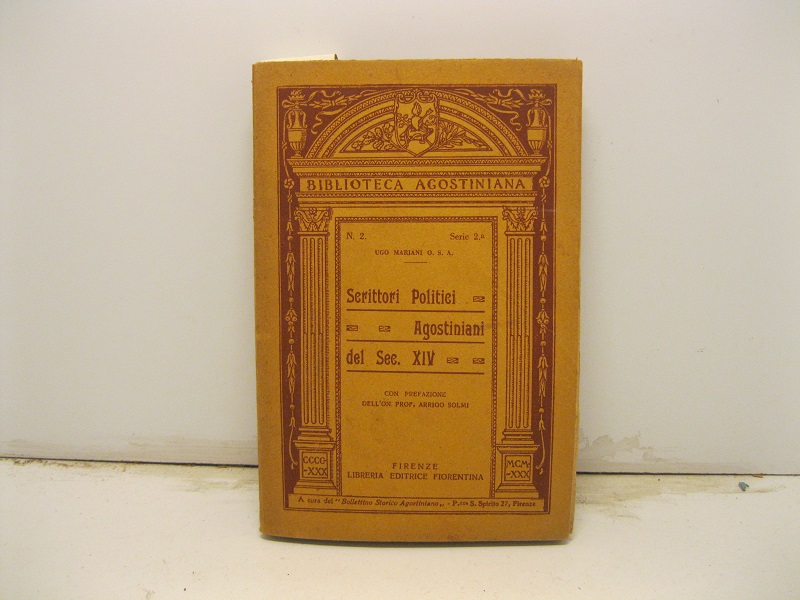 BIBLIOTECA AGOSTINIANA
N. 2. Serie 2.ª
UGO MARIANI O. S. A.
Scrittori Politici
Agostiniani
del Sec. XIV
CON PREFAZIONE
DELL'ON PROF. ARRIGO SOLMI
FIRENZE
LIBRERIA EDITRICE FIORENTINA
CCCC
-XXX
M.CM.
-XXX
A cura del "Bollettino Storico Agostiniano„ - P.zza S. Spirito 27, Firenze